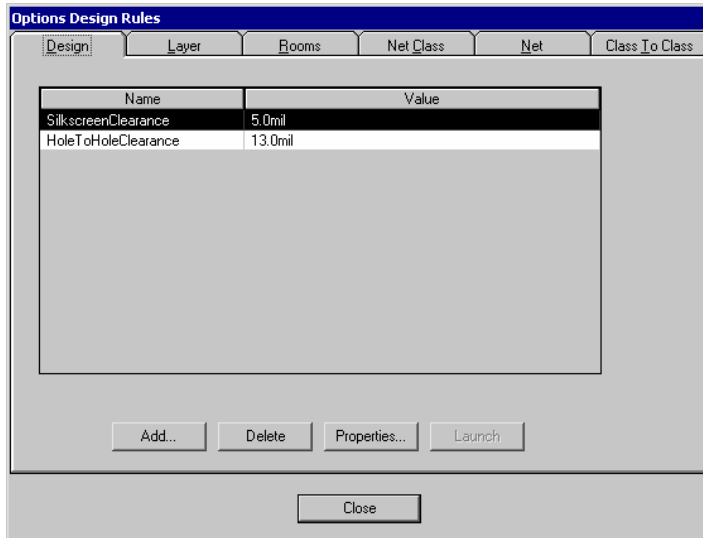 Options Design Rules
Design Layer Rooms Net Class Net Class To Class
Name Value
SilkscreenClearance 5.0mil
HoleToHoleClearance 13.0mil
Add... Delete Properties... Launch
Close